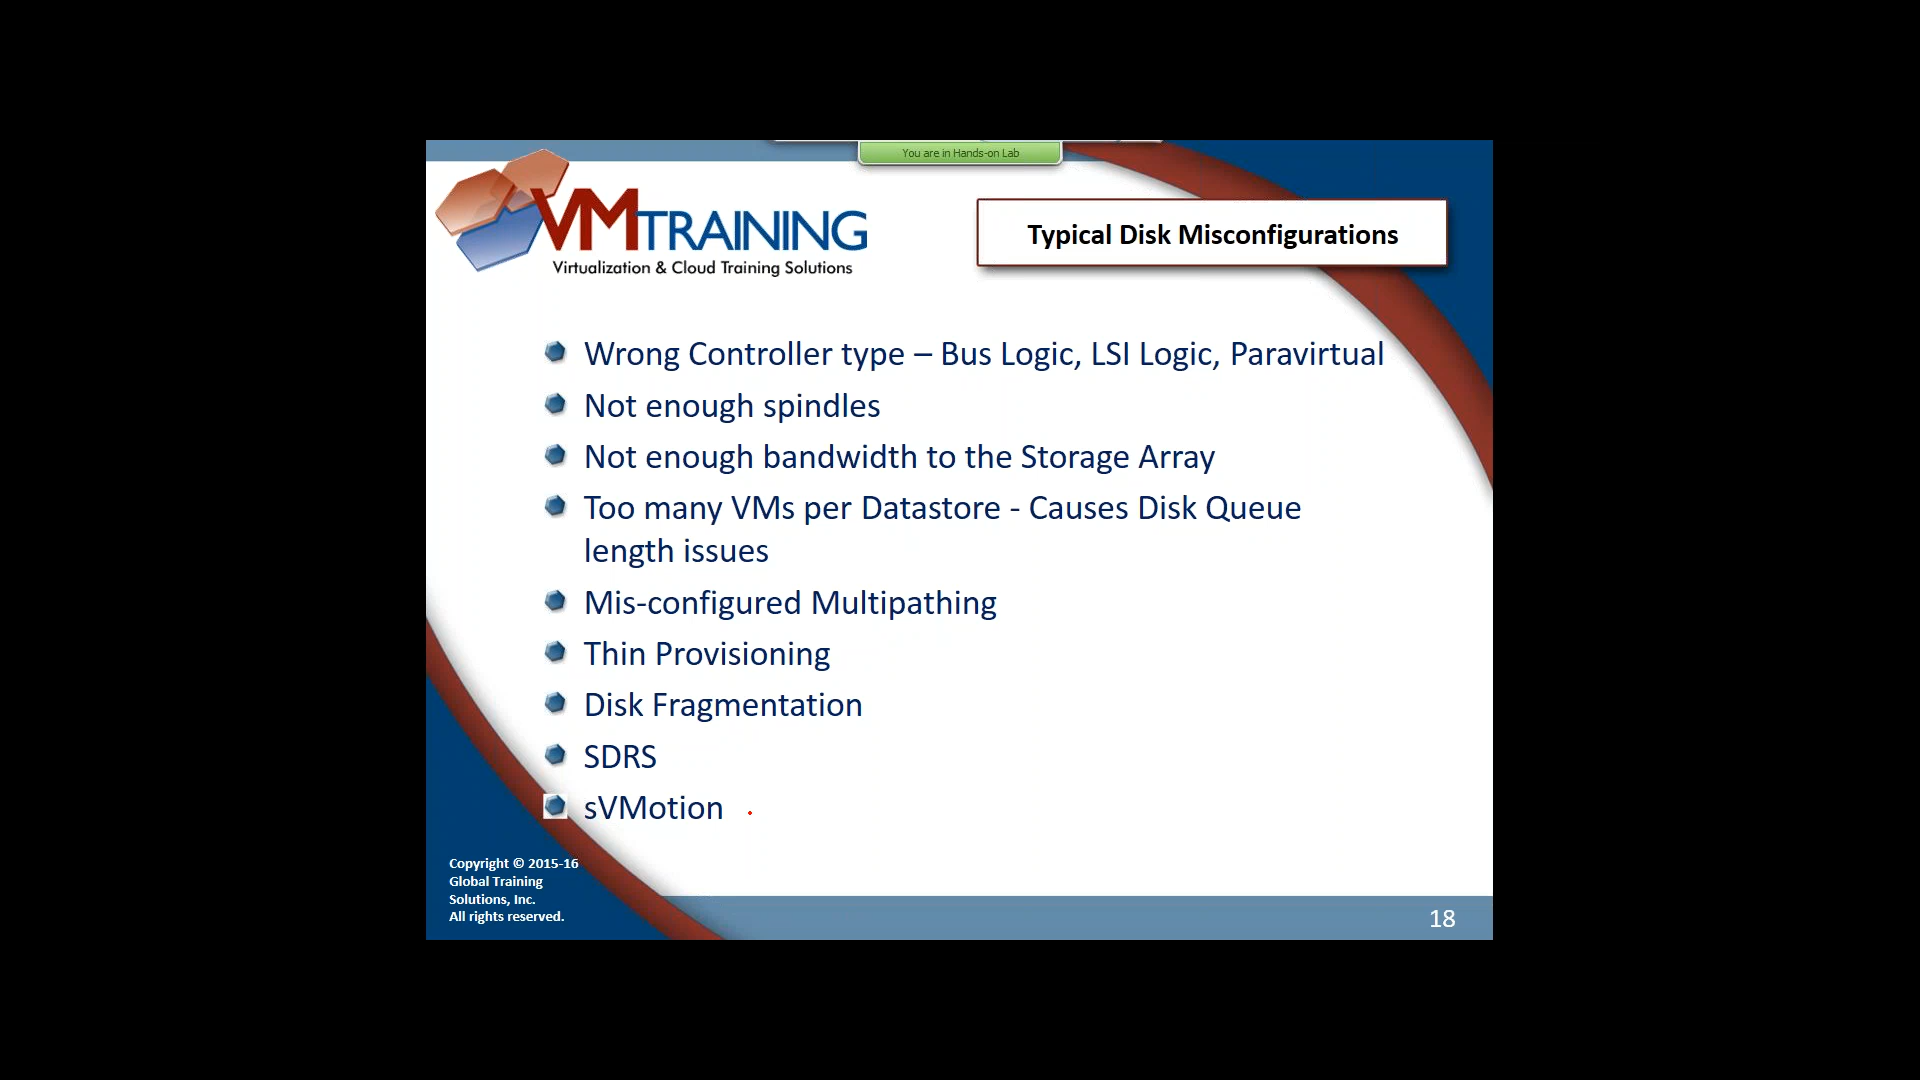 You are in Hands-on Lab
VMTRAINING
Virtualization & Cloud Training Solutions
Typical Disk Misconfigurations
Wrong Controller type – Bus Logic, LSI Logic, Paravirtual
Not enough spindles
Not enough bandwidth to the Storage Array
Too many VMs per Datastore - Causes Disk Queue
length issues
Mis-configured Multipathing
Thin Provisioning
Disk Fragmentation
SDRS
sVMotion
Copyright © 2015-16
Global Training
Solutions, Inc.
All rights reserved.
18